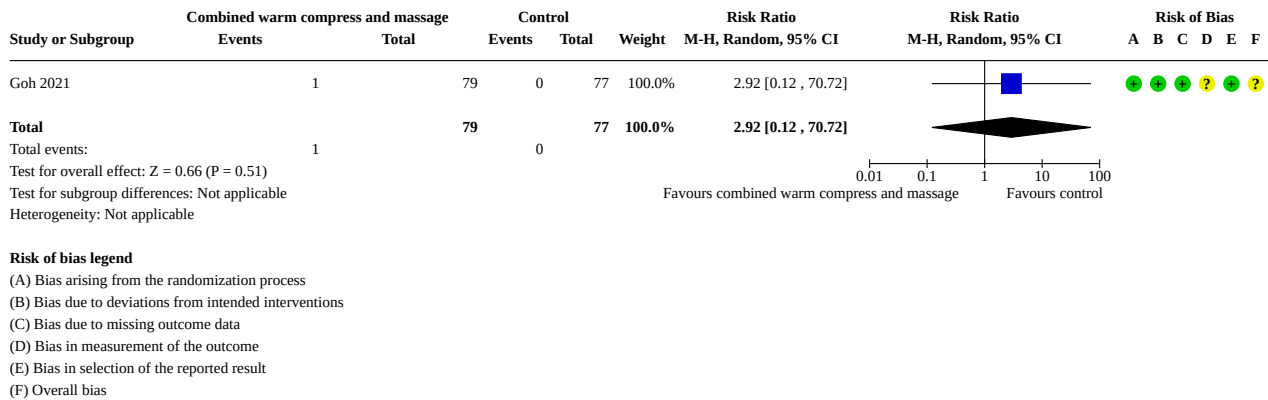 Combined warm compress and massage Control Risk Ratio Risk Ratio Risk of Bias
Study or Subgroup Events Total Events Total Weight M-H, Random, 95% CI M-H, Random, 95% CI A B C D E F
Goh 2021 1 79 0 77 100.0% 2.92 [0.12 , 70.72] + + + ? + ?
Total 79 77 100.0% 2.92 [0.12 , 70.72]
Total events: 1 0
Test for overall effect: Z = 0.66 (P = 0.51) 0.01 0.1 1 10 100
Test for subgroup differences: Not applicable Favours combined warm compress and massage Favours control
Heterogeneity: Not applicable
Risk of bias legend
(A) Bias arising from the randomization process
(B) Bias due to deviations from intended interventions
(C) Bias due to missing outcome data
(D) Bias in measurement of the outcome
(E) Bias in selection of the reported result
(F) Overall bias